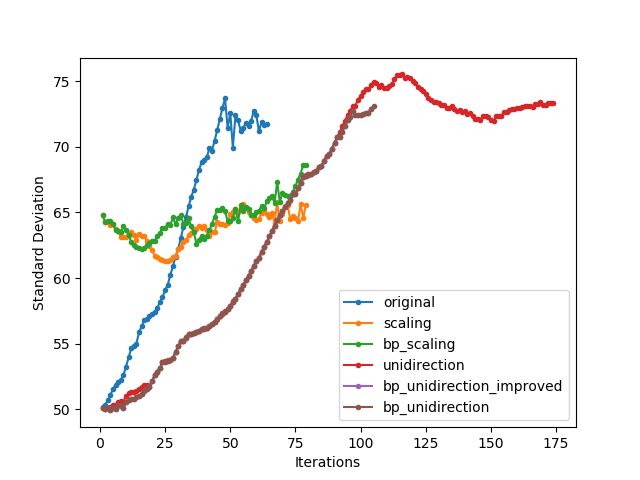 75
70
65
60
55
50
Standard Deviation
0
25
50
75
100
125
150
175
Iterations
original
scaling
bp_scaling
unidirection
bp_unidirection_improved
bp_unidirection